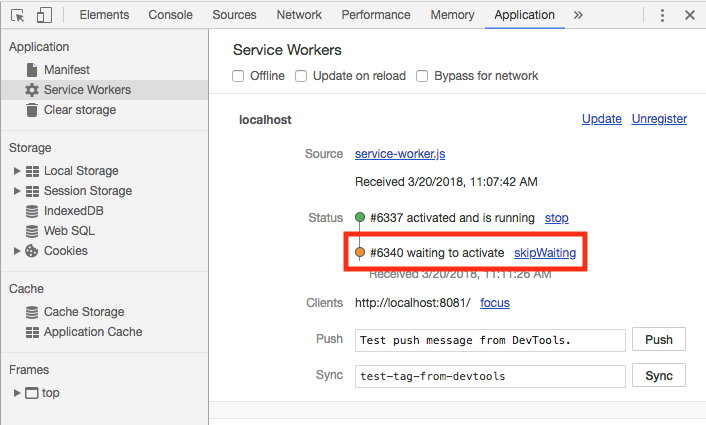 Elements Console Sources Network Performance Memory Application »
Application
Manifest
Service Workers
Clear storage
Storage
Local Storage
Session Storage
IndexedDB
Web SQL
Cookies
Cache
Cache Storage
Application Cache
Frames
top
Service Workers
Offline Update on reload Bypass for network
localhost Update Unregister
Source service-worker.js
Received 3/20/2018, 11:07:42 AM
Status #6337 activated and is running stop
#6340 waiting to activate skipWaiting
Received 3/20/2018, 11:11:26 AM
Clients http://localhost:8081/ focus
Push Test push message from DevTools. Push
Sync test-tag-from-devtools Sync